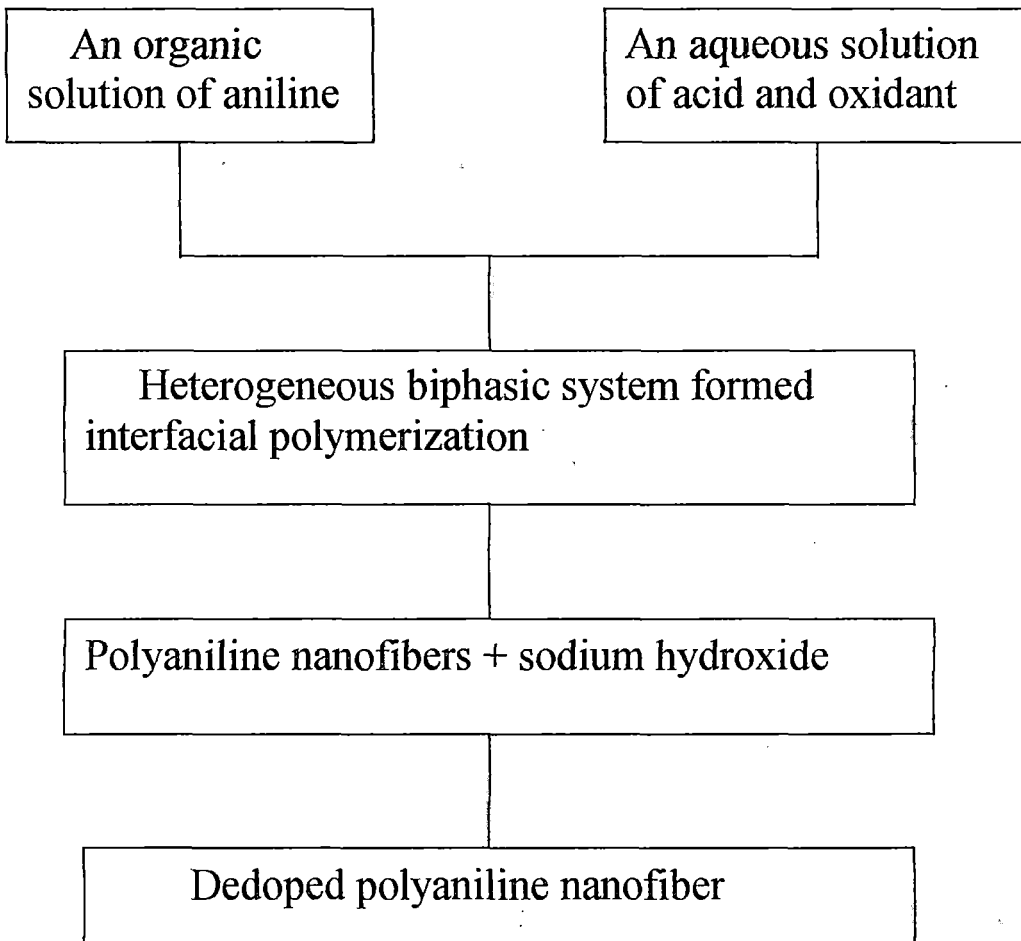 An organic
solution of aniline
An aqueous solution
of acid and oxidant
Heterogeneous biphasic system formed
interfacial polymerization
Polyaniline nanofibers + sodium hydroxide
Dedoped polyaniline nanofiber